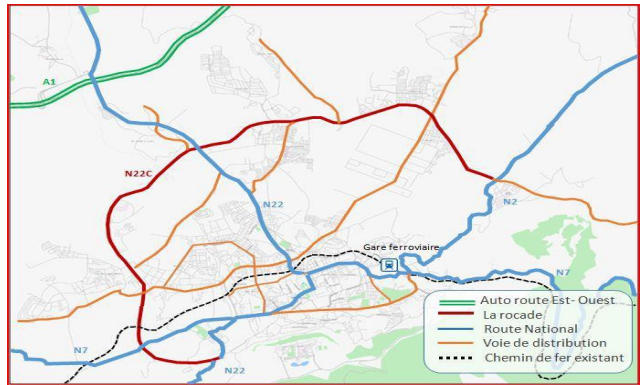 A1
N22C
N22
N2
Gare ferroviaire
N7
N7
N22
Auto route Est- Ouest
La rocade
Route National
Voie de distribution
Chemin de fer existant